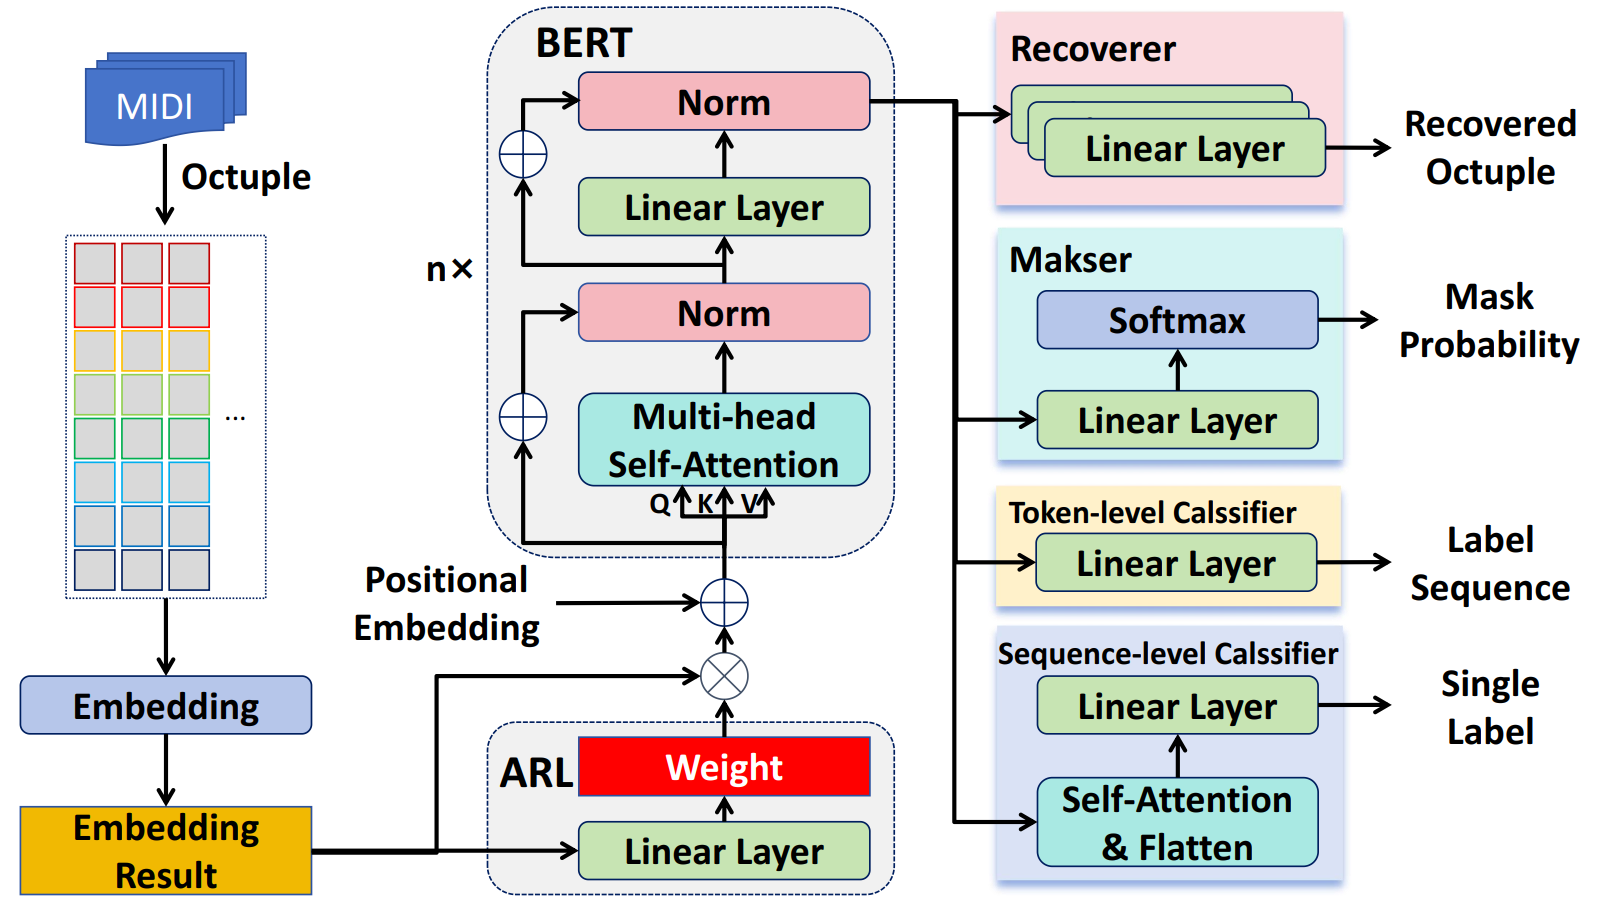 MIDI
Octuple
...
Embedding
Embedding
Result
BERT
Norm
Linear Layer
n×
Norm
Multi-head
Self-Attention
Q K V
Positional
Embedding
ARL
Weight
Linear Layer
Recoverer
Linear Layer
Recovered
Octuple
Makser
Softmax
Linear Layer
Mask
Probability
Token-level Calssifier
Linear Layer
Label
Sequence
Sequence-level Calssifier
Linear Layer
Self-Attention
& Flatten
Single
Label